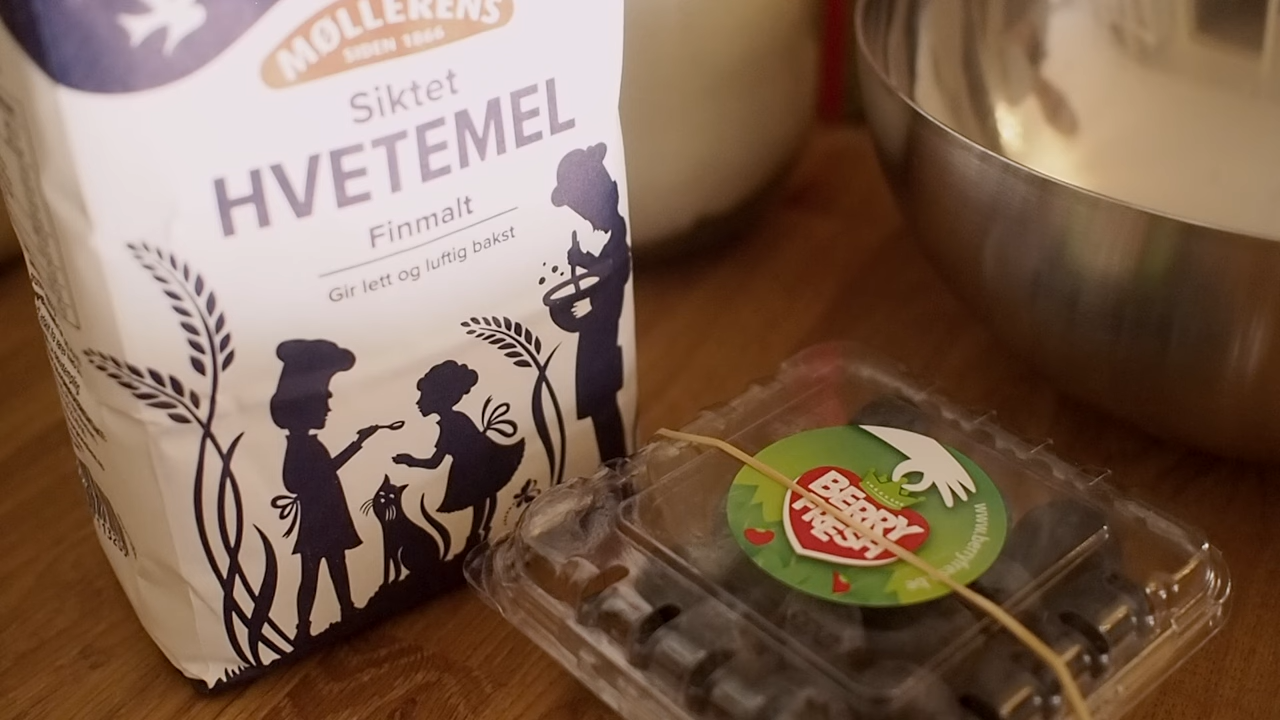 MØLLERENS
SIDEN 1866
Siktet
HVETEMEL
Finmalt
Gir lett og luftig bakst
BERRY
FRESH